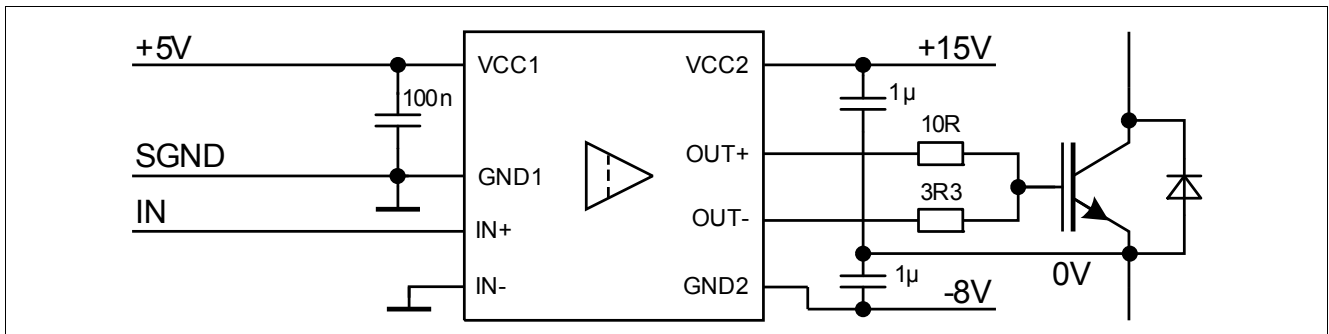 +5V
VCC1
VCC2
+15V
100n
1µ
10R
SGND
GND1
OUT+
IN
IN+
OUT-
3R3
0V
IN-
GND2
1µ
-8V